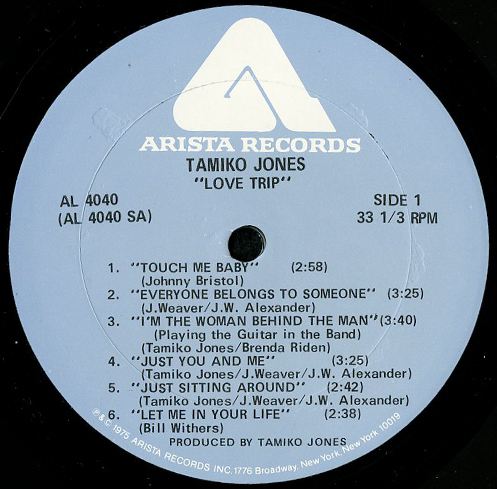 ARISTA RECORDS
TAMIKO JONES
"LOVE TRIP"
AL 4040
(AL 4040 SA)
SIDE 1
33 1/3 RPM
1. "TOUCH ME BABY" (2:58)
(Johnny Bristol)
2. "EVERYONE BELONGS TO SOMEONE" (3:25)
(J.Weaver/J.W. Alexander)
3. "I'M THE WOMAN BEHIND THE MAN"(3:40)
(Playing the Guitar in the Band)
(Tamiko Jones/Brenda Riden)
4. "JUST YOU AND ME" (3:25)
(Tamiko Jones/J.Weaver/J.W. Alexander)
5. "JUST SITTING AROUND" (2:42)
(Tamiko Jones/J.Weaver/J.W. Alexander)
6. "LET ME IN YOUR LIFE" (2:38)
(Bill Withers)
PRODUCED BY TAMIKO JONES
℗ & © 1975 ARISTA RECORDS INC. 1776 Broadway, New York, New York 10019